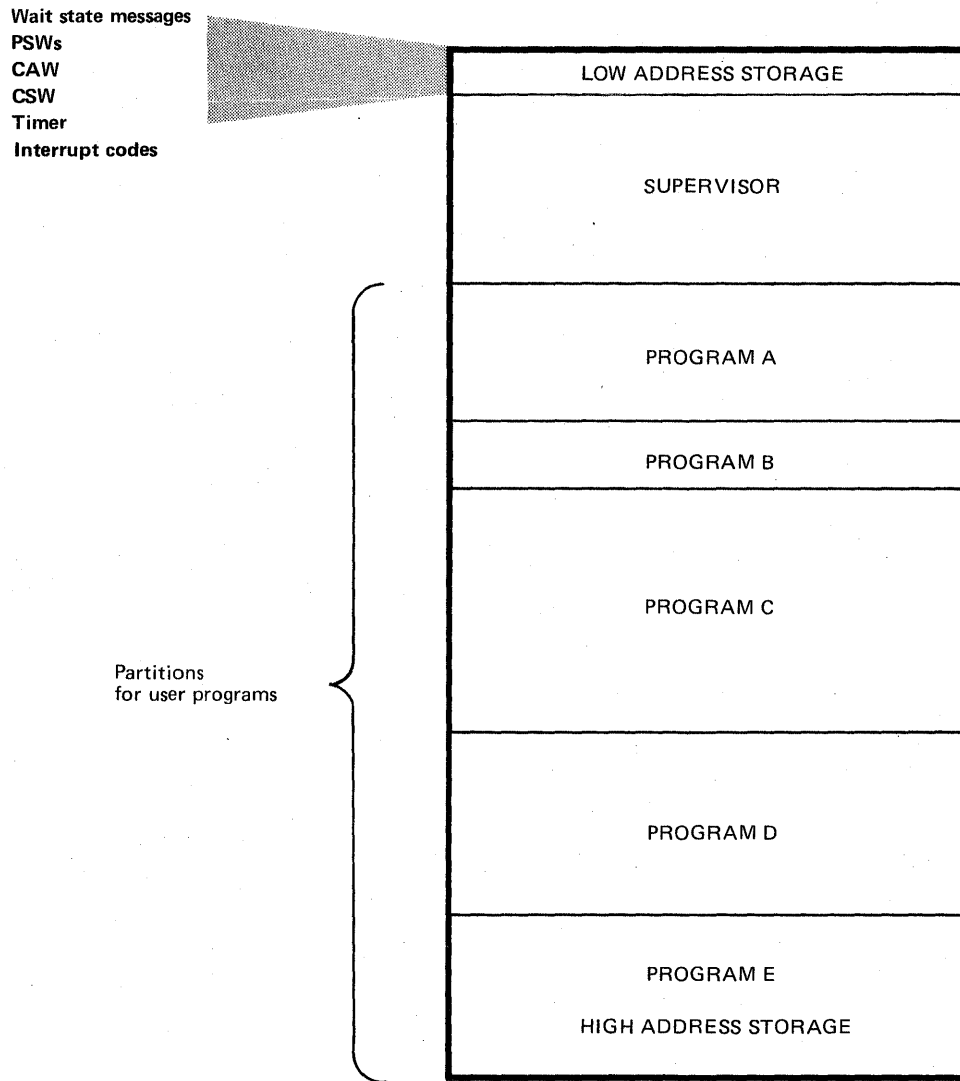 Wait state messages
PSWs
CAW
CSW
Timer
Interrupt codes
LOW ADDRESS STORAGE
SUPERVISOR
PROGRAM A
PROGRAM B
PROGRAM C
Partitions
for user programs
PROGRAM D
PROGRAM E
HIGH ADDRESS STORAGE